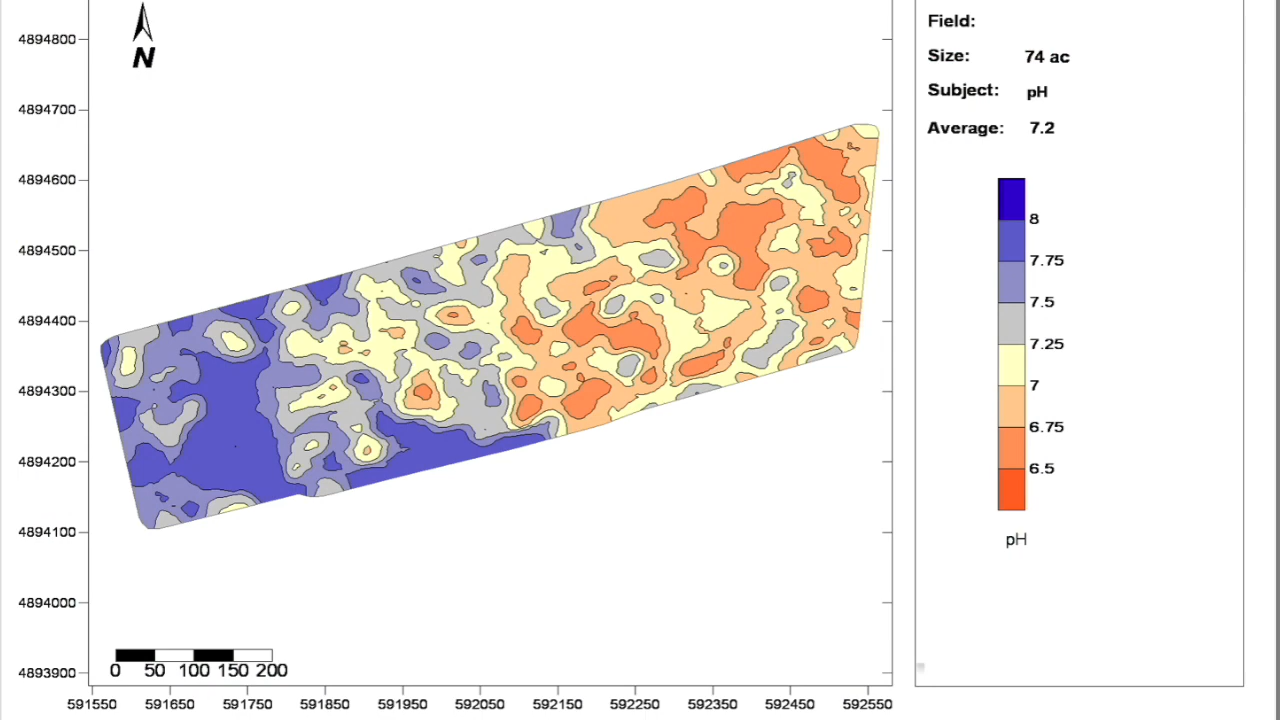 N
4894800
4894700
4894600
4894500
4894400
4894300
4894200
4894100
4894000
4893900
0 50 100 150 200
591550 591650 591750 591850 591950 592050 592150 592250 592350 592450 592550
Field:
Size: 74 ac
Subject: pH
Average: 7.2
8
7.75
7.5
7.25
7
6.75
6.5
pH